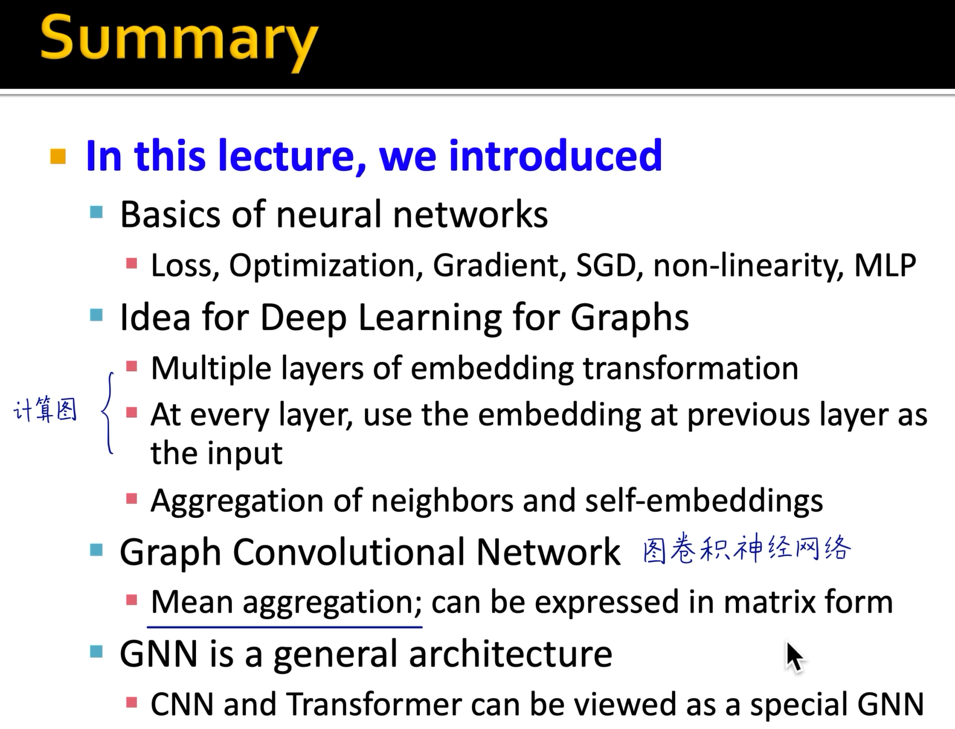 Summary
In this lecture, we introduced
Basics of neural networks
Loss, Optimization, Gradient, SGD, non-linearity, MLP
Idea for Deep Learning for Graphs
Multiple layers of embedding transformation
计算图
At every layer, use the embedding at previous layer as
the input
Aggregation of neighbors and self-embeddings
Graph Convolutional Network 图卷积神经网络
Mean aggregation; can be expressed in matrix form
GNN is a general architecture
CNN and Transformer can be viewed as a special GNN